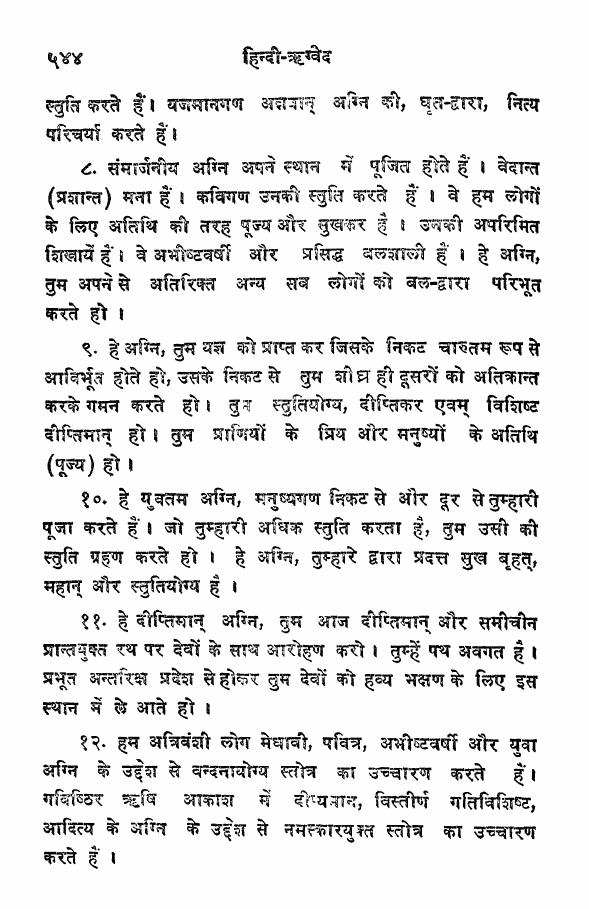 ५४४ हिन्दी-ऋग्वेद
स्तुति करते हैं। यजमानगण अन्नवान् अग्नि की, घृत-द्वारा, नित्य
परिचर्या करते हैं।
८. संमार्जनीय अग्नि अपने स्थान में पूजित होते हैं । वेदान्त
(प्रशान्त) मना हैं । कविगण उनकी स्तुति करते हैं । वे हम लोगों
के लिए अतिथि की तरह पूज्य और सुखकर है । उनकी अपरिमित
शिखायें हैं । वे अभीष्टवर्षी और प्रसिद्ध बलशाली हैं । हे अग्नि,
तुम अपने से अतिरिक्त अन्य सब लोगों को बल-द्वारा परिभूत
करते हो ।
९. हे अग्नि, तुम यज्ञ को प्राप्त कर जिसके निकट चारुतम रूप से
आविर्भूत होते हो, उसके निकट से तुम शीघ्र ही दूसरों को अतिक्रान्त
करके गमन करते हो। तुम स्तुतियोग्य, दीप्तिकर एवम् विशिष्ट
दीप्तिमान् हो। तुम प्राणियों के प्रिय और मनुष्यों के अतिथि
(पूज्य) हो ।
१०. हे युवतम अग्नि, मनुष्यगण निकट से और दूर से तुम्हारी
पूजा करते हैं। जो तुम्हारी अधिक स्तुति करता है, तुम उसी की
स्तुति ग्रहण करते हो । हे अग्नि, तुम्हारे द्वारा प्रदत्त सुख बृहत्,
महान् और स्तुतियोग्य है ।
११. हे दीप्तिमान् अग्नि, तुम आज दीप्तिमान् और समीचीन
प्रान्तयुक्त रथ पर देवों के साथ आरोहण करो । तुम्हें पथ अवगत है।
प्रभूत अन्तरिक्ष प्रदेश से होकर तुम देवों को हव्य भक्षण के लिए इस
स्थान में ले आते हो ।
१२. हम अत्रिवंशी लोग मेधावी, पवित्र, अभीष्टवर्षी और युवा
अग्नि के उद्देश से वन्दनायोग्य स्तोत्र का उच्चारण करते हैं।
गविष्ठिर ऋषि आकाश में दीप्यमान, विस्तीर्ण गतिविशिष्ट,
आदित्य के अग्नि के उद्देश से नमस्कारयुक्त स्तोत्र का उच्चारण
करते हैं ।